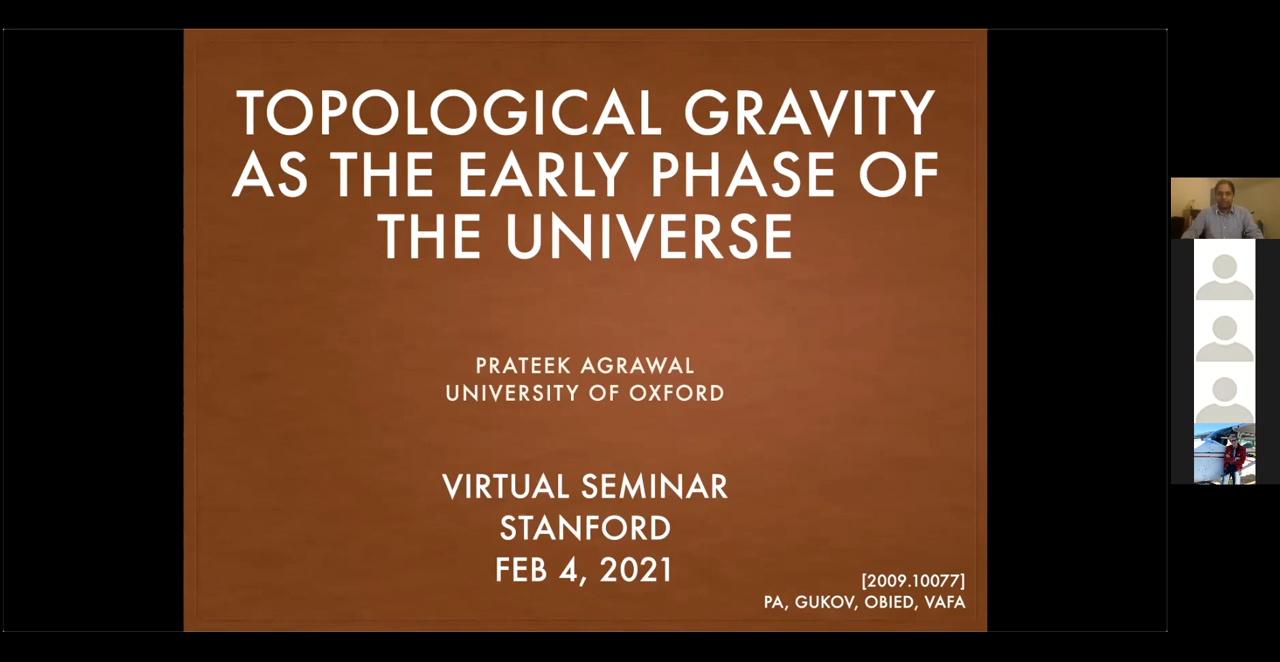 TOPOLOGICAL GRAVITY
AS THE EARLY PHASE OF
THE UNIVERSE
PRATEEK AGRAWAL
UNIVERSITY OF OXFORD
VIRTUAL SEMINAR
STANFORD
FEB 4, 2021
[2009.10077]
PA, GUKOV, OBIED, VAFA